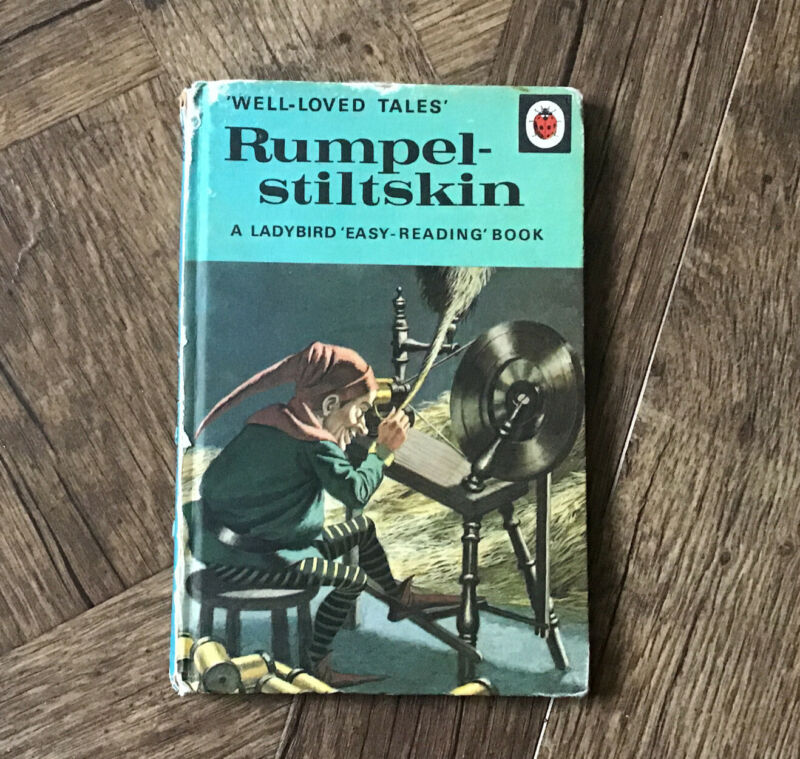 'WELL-LOVED TALES'
Rumpel-
stiltskin
A LADYBIRD 'EASY-READING' BOOK